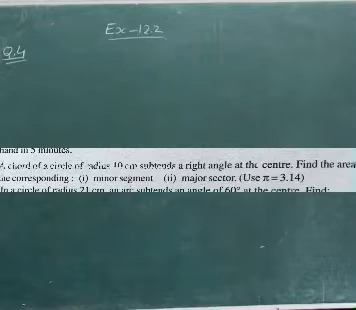 Ex-12.2
Q.4
hand in 5 minutes.
A chord of a circle of radius 10 cm subtends a right angle at the centre. Find the area
the corresponding : (i) minor segment (ii) major sector. (Use π = 3.14)
In a circle of radius 21 cm, an arc subtends an angle of 60° at the centre. Find: